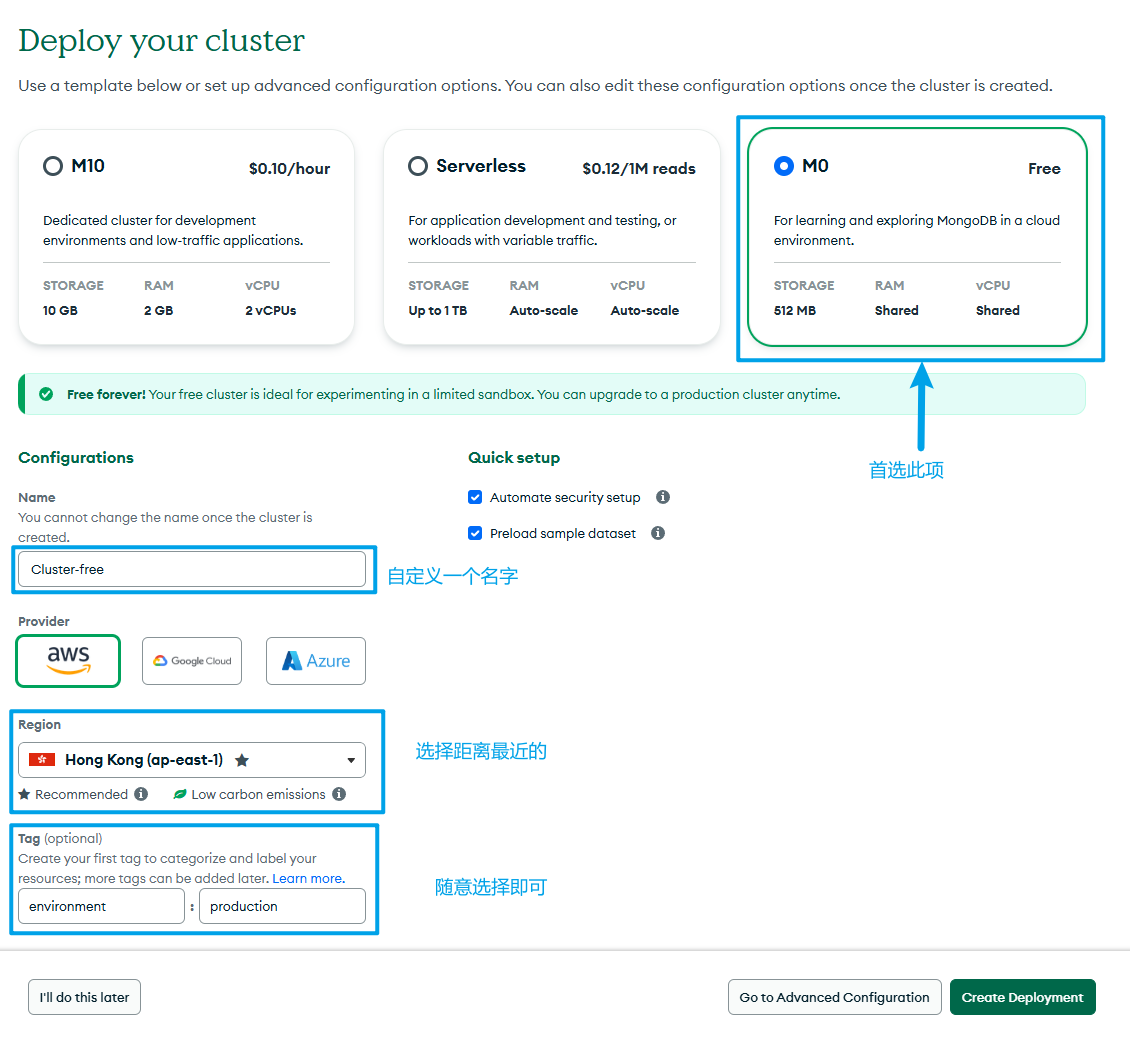 Deploy your cluster
Use a template below or set up advanced configuration options. You can also edit these configuration options once the cluster is created.
M10
$0.10/hour
Dedicated cluster for development
environments and low-traffic applications.
STORAGE RAM vCPU
10 GB 2 GB 2 vCPUs
Serverless
$0.12/1M reads
For application development and testing, or
workloads with variable traffic.
STORAGE RAM vCPU
Up to 1 TB Auto-scale Auto-scale
M0
Free
For learning and exploring MongoDB in a cloud
environment.
STORAGE RAM vCPU
512 MB Shared Shared
Free forever! Your free cluster is ideal for experimenting in a limited sandbox. You can upgrade to a production cluster anytime.
首选此项
Configurations
Name
You cannot change the name once the cluster is
created.
Cluster-free
自定义一个名字
Quick setup
Automate security setup
Preload sample dataset
Provider
aws
Google Cloud
Azure
Region
Hong Kong (ap-east-1)
Recommended
Low carbon emissions
选择距离最近的
Tag (optional)
Create your first tag to categorize and label your
resources; more tags can be added later. Learn more.
environment : production
随意选择即可
I'll do this later
Go to Advanced Configuration
Create Deployment